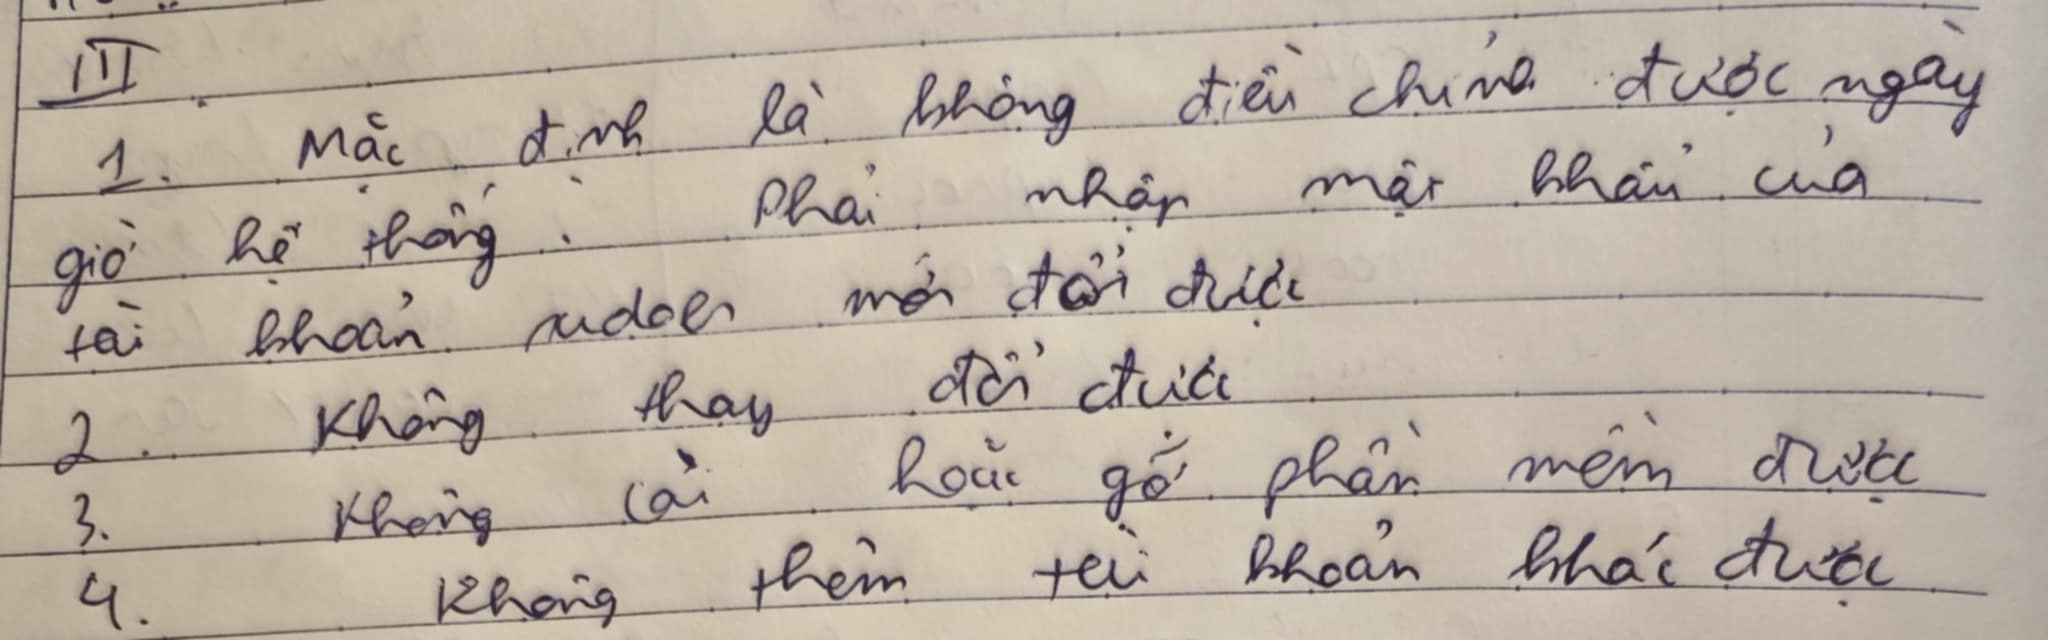 III
1. Mặc định là không điều chỉnh được ngày
giờ hệ thống. Phải nhập mật khẩu của
tài khoản sudoer mới đổi được
2. Không thay đổi được
3. Không cài hoặc gỡ phần mềm được
4. Không thêm tài khoản khác được